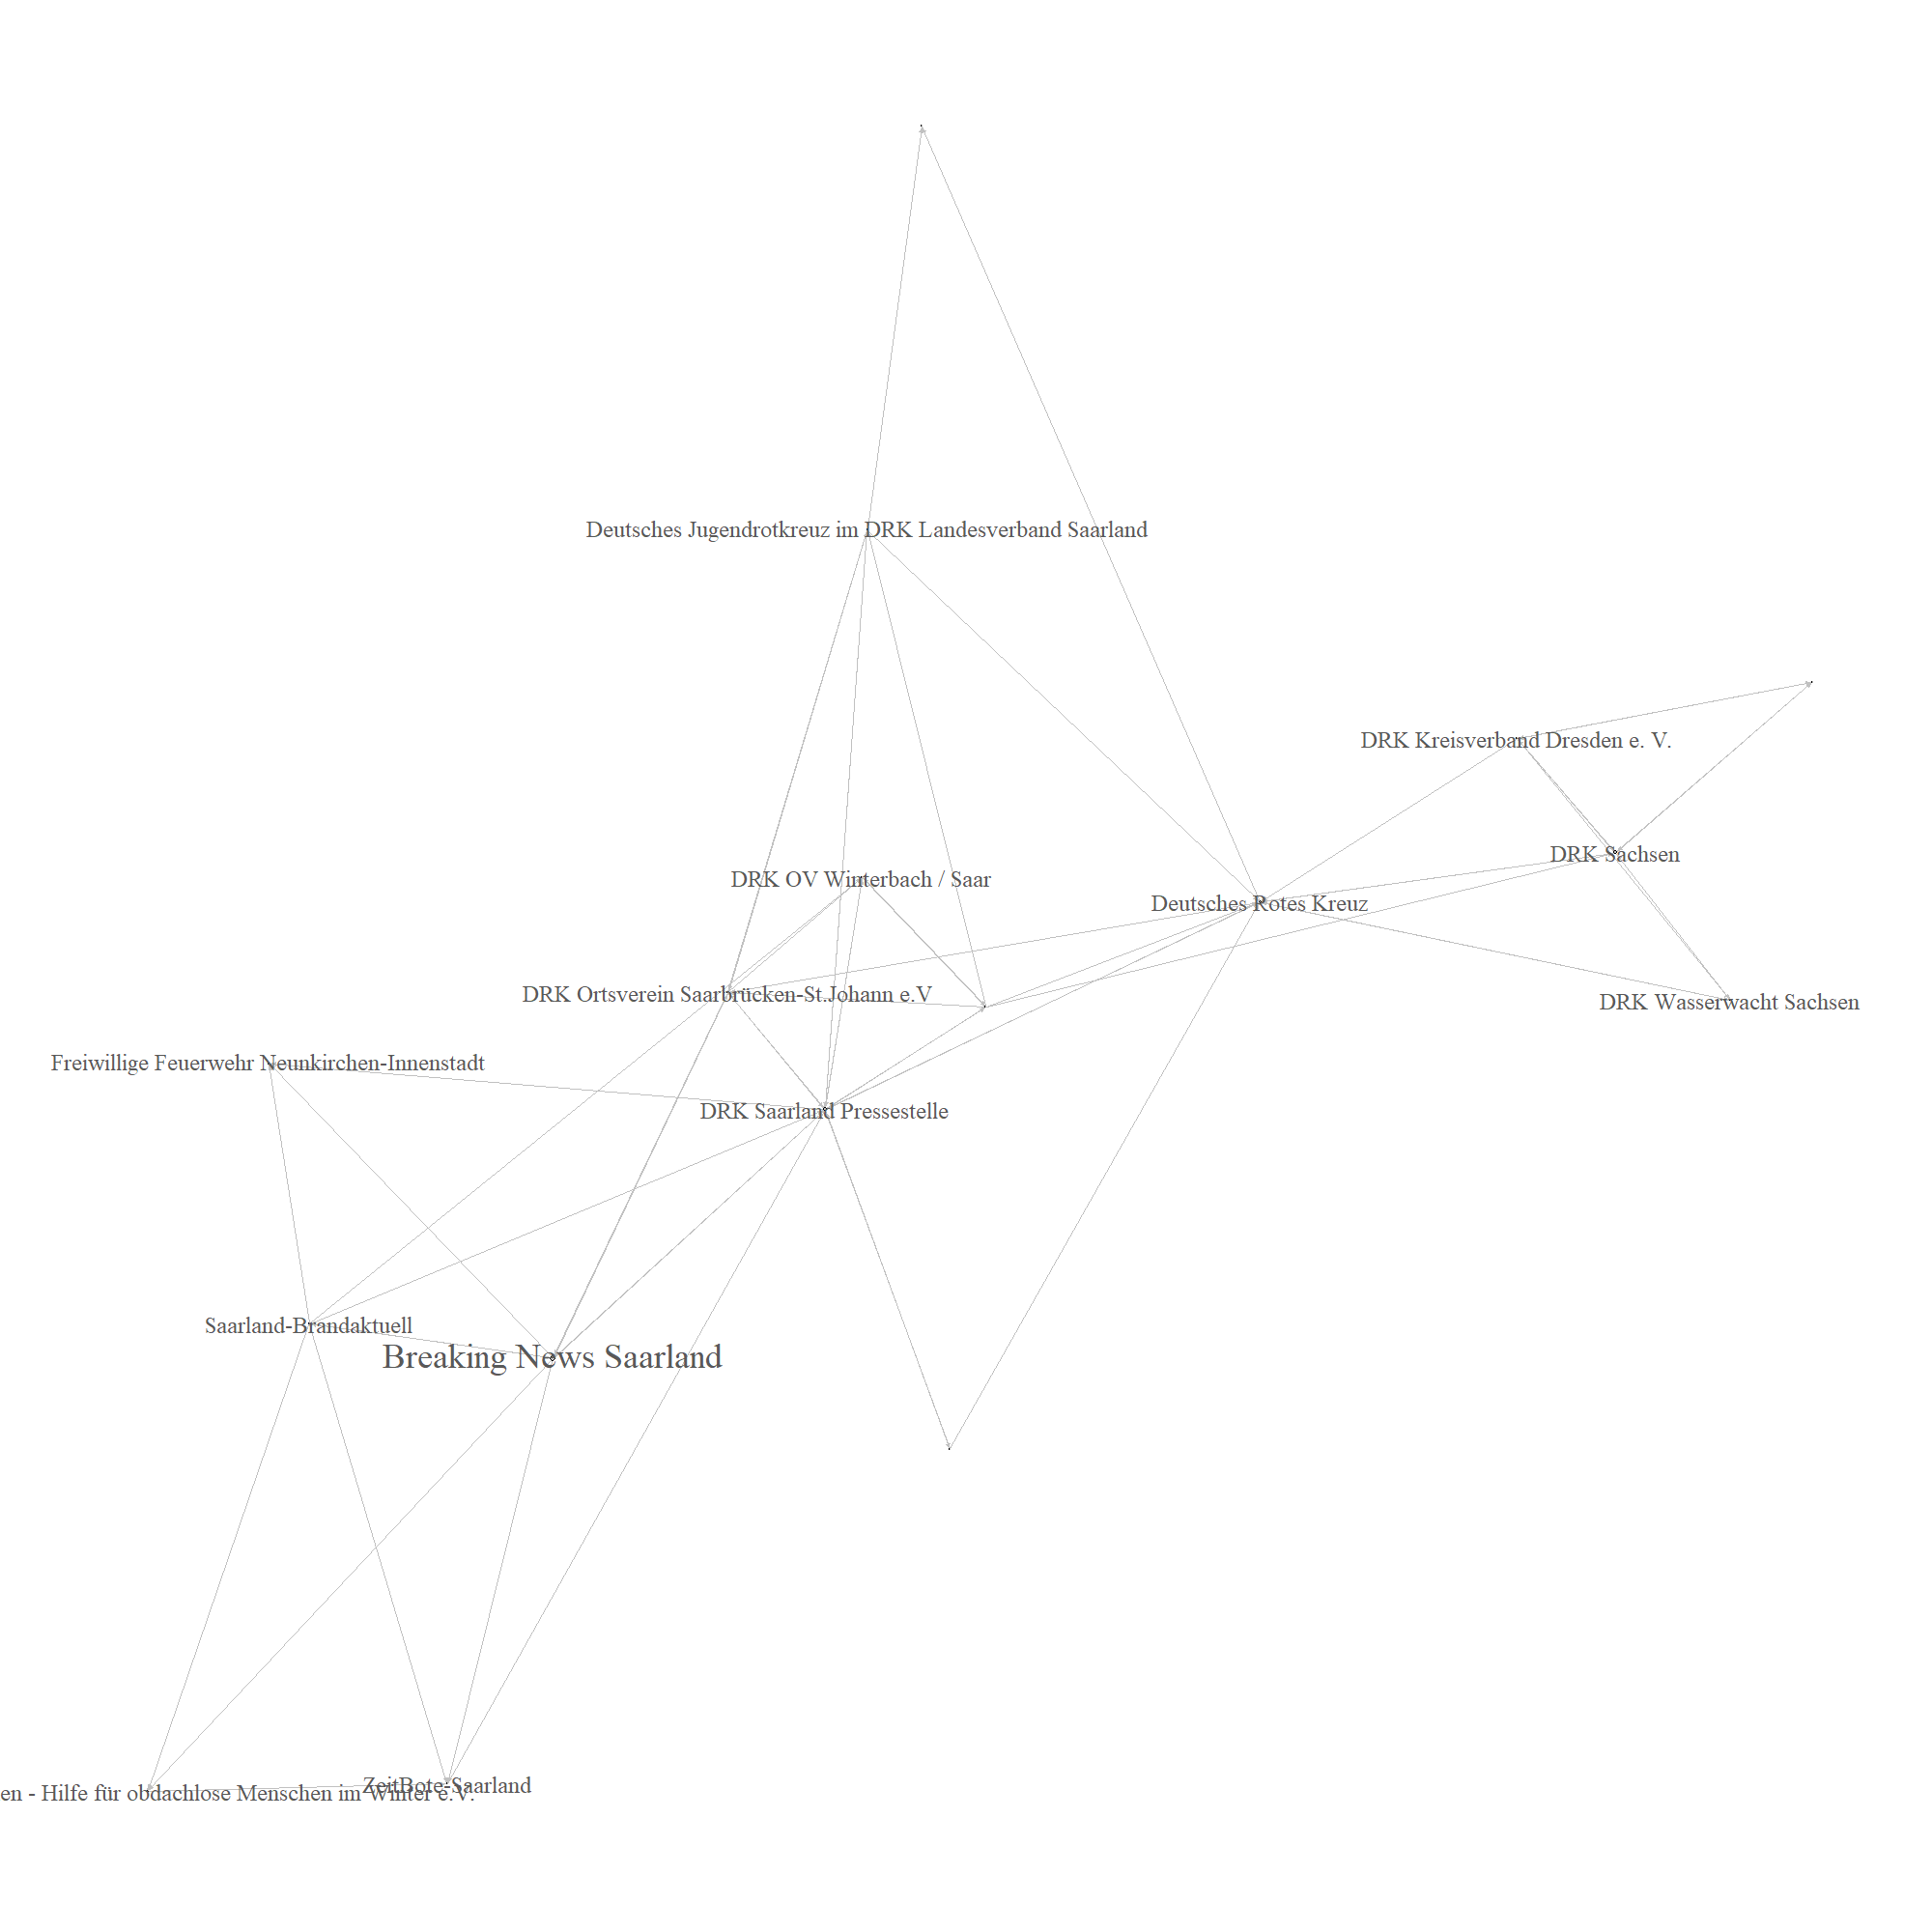 Deutsches Jugendrotkreuz im DRK Landesverband Saarland
DRK Kreisverband Dresden e. V.
DRK Sachsen
DRK OV Winterbach / Saar
Deutsches Rotes Kreuz
DRK Ortsverein Saarbrücken-St.Johann e.V
DRK Wasserwacht Sachsen
Freiwillige Feuerwehr Neunkirchen-Innenstadt
DRK Saarland Pressestelle
Saarland-Brandaktuell
Breaking News Saarland
ZeitBote-Saarland
en - Hilfe für obdachlose Menschen im Winter e.V.